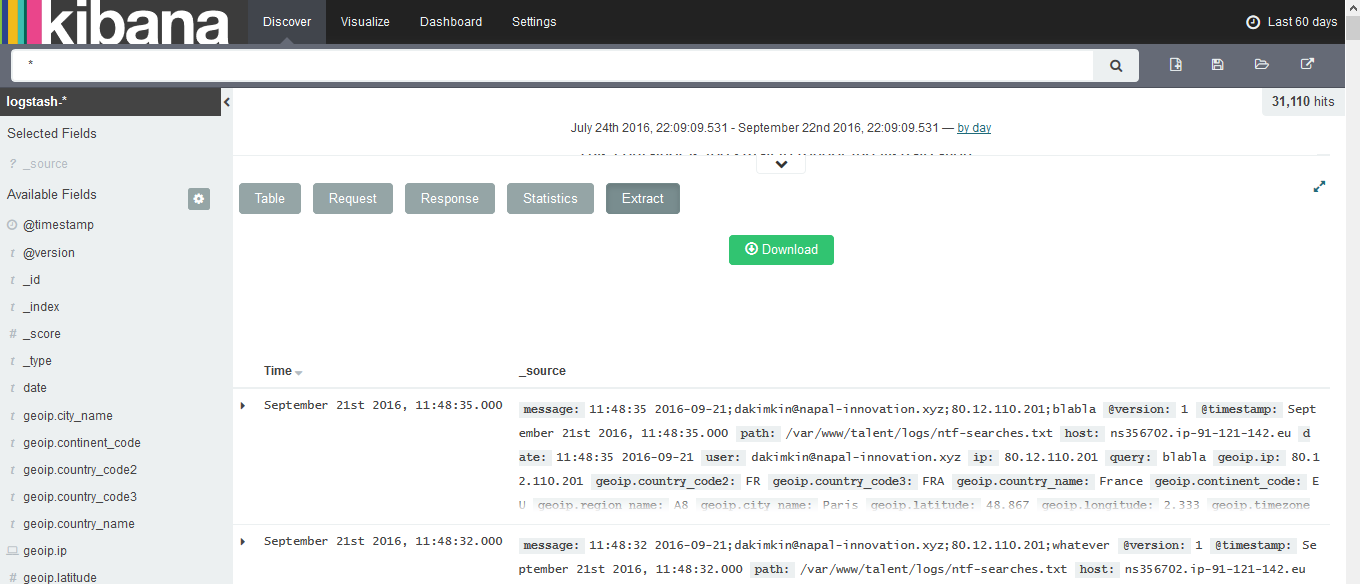 kibana Discover Visualize Dashboard Settings Last 60 days
*
logstash-* 31,110 hits
Selected Fields
July 24th 2016, 22:09:09.531 - September 22nd 2016, 22:09:09.531 — by day
? _source
Available Fields
Table Request Response Statistics Extract
@timestamp
t @version
Download
t _id
t _index
# _score
t _type
Time _source
t date
September 21st 2016, 11:48:35.000
message: 11:48:35 2016-09-21;dakimkin@napal-innovation.xyz;80.12.110.201;blabla @version: 1 @timestamp: Sept
ember 21st 2016, 11:48:35.000 path: /var/www/talent/logs/ntf-searches.txt host: ns356702.ip-91-121-142.eu d
ate: 11:48:35 2016-09-21 user: dakimkin@napal-innovation.xyz ip: 80.12.110.201 query: blabla geoip.ip: 80.1
2.110.201 geoip.country_code2: FR geoip.country_code3: FRA geoip.country_name: France geoip.continent_code: E
U geoip.region_name: A8 geoip.city_name: Paris geoip.latitude: 48.867 geoip.longitude: 2.333 geoip.timezone
t geoip.city_name
t geoip.continent_code
t geoip.country_code2
t geoip.country_code3
t geoip.country_name
geoip.ip
# geoip.latitude
September 21st 2016, 11:48:32.000
message: 11:48:32 2016-09-21;dakimkin@napal-innovation.xyz;80.12.110.201;whatever @version: 1 @timestamp: Se
ptember 21st 2016, 11:48:32.000 path: /var/www/talent/logs/ntf-searches.txt host: ns356702.ip-91-121-142.eu